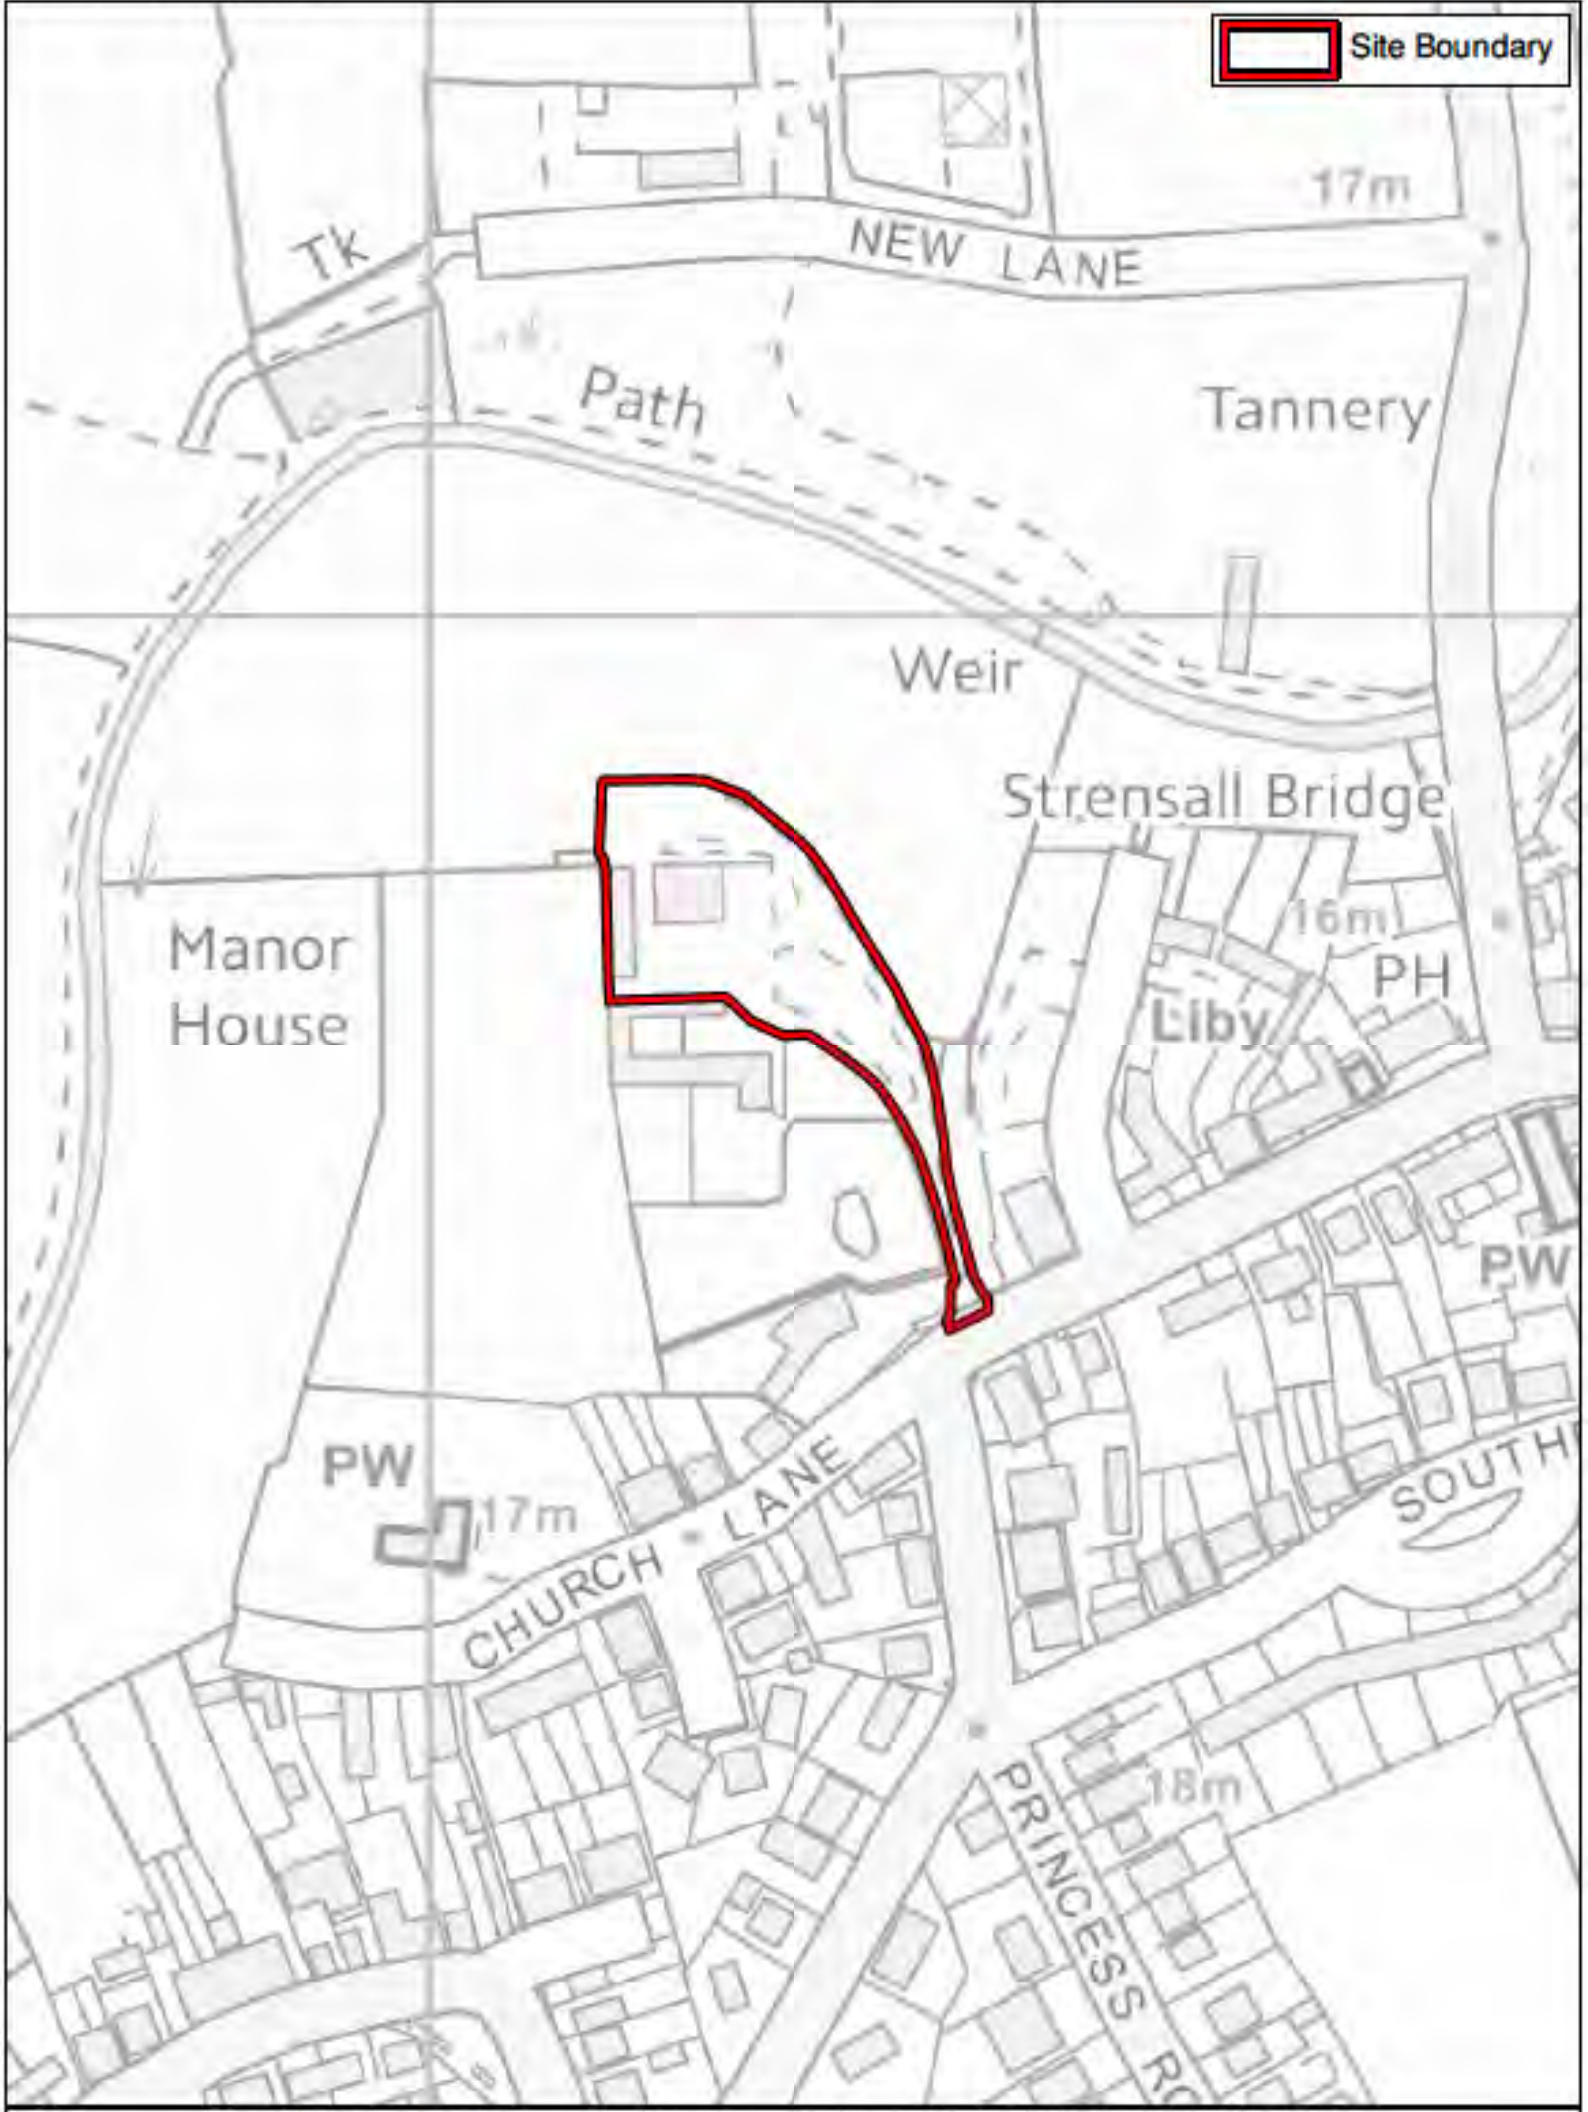 Site Boundary
17m
Tk
NEW LANE
Path
Tannery
Weir
Strensall Bridge
16m
Manor
House
PH
Liby
PW
PW
17m
CHURCH LANE
SOUTH
18m
PRINCESS RO